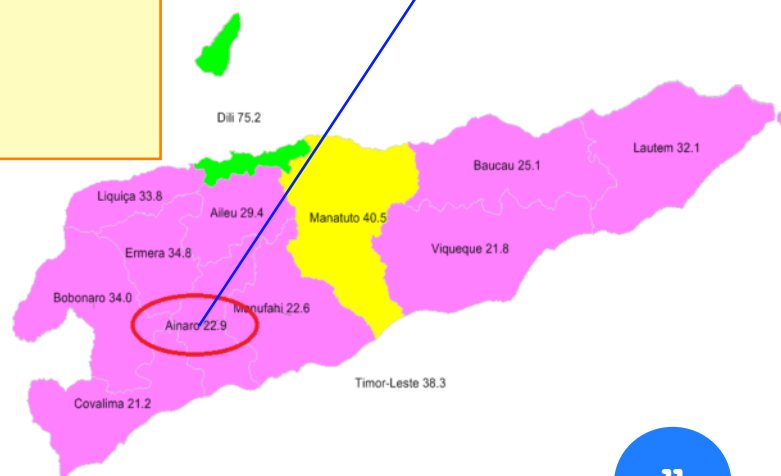 Dili 75.2
Lautem 32.1
Baucau 25.1
Liquiça 33.8
Aileu 29.4
Manatuto 40.5
Viqueque 21.8
Ermera 34.8
Bobonaro 34.0
Manufahi 22.6
Ainaro 22.9
Timor-Leste 38.3
Covalima 21.2